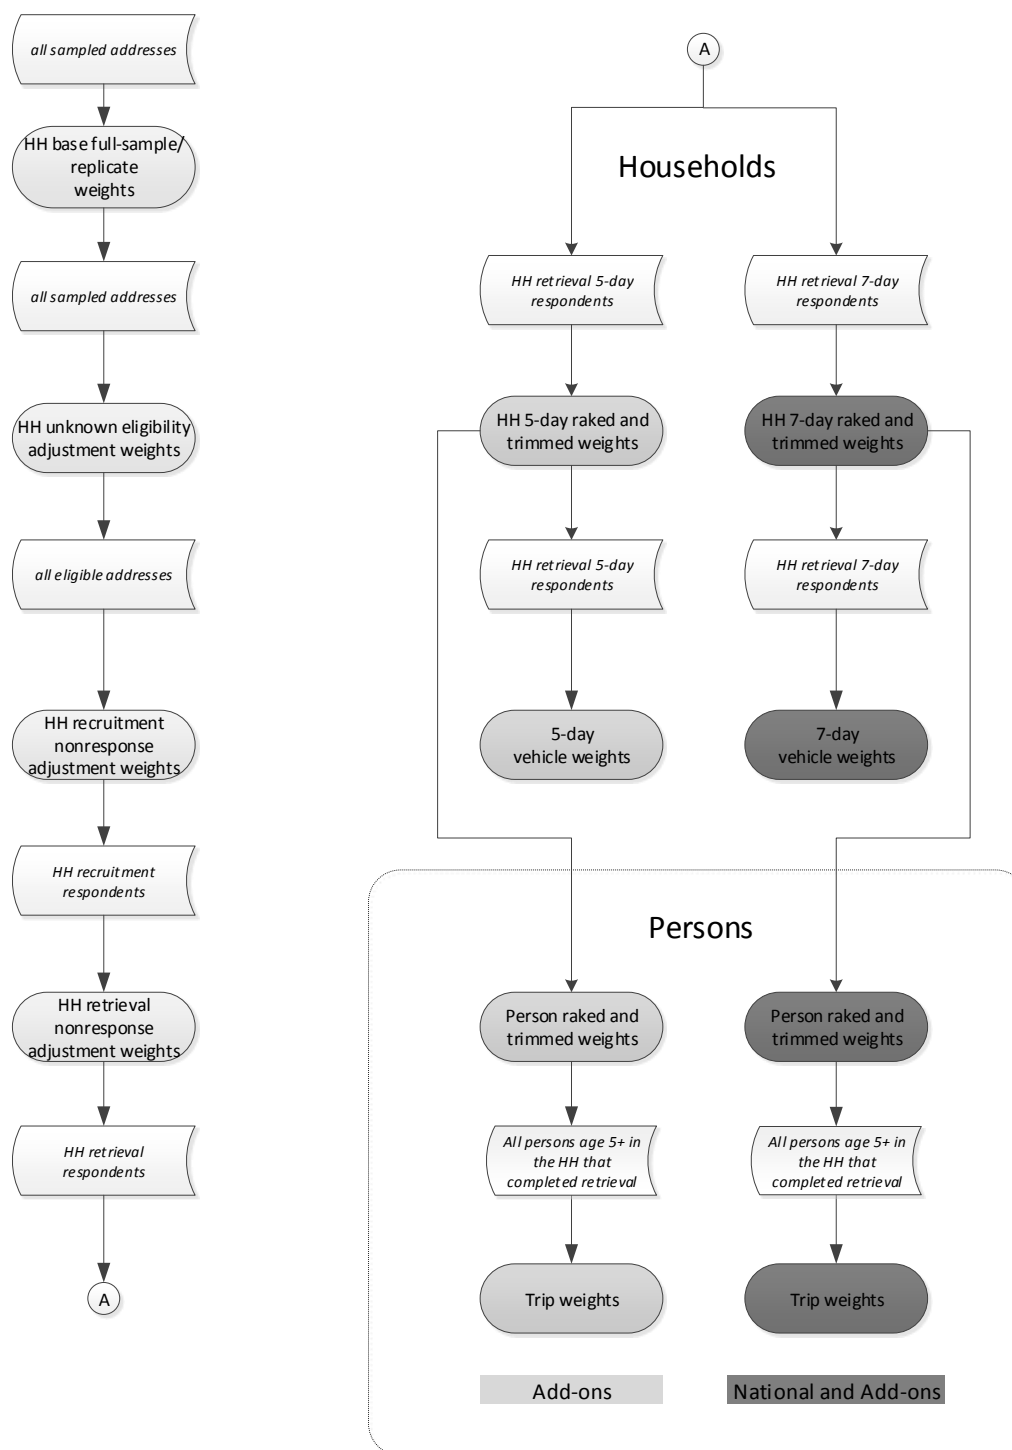 all sampled addresses
HH base full-sample/
replicate
weights
all sampled addresses
HH unknown eligibility
adjustment weights
all eligible addresses
HH recruitment
nonresponse
adjustment weights
HH recruitment
respondents
HH retrieval
nonresponse
adjustment weights
HH retrieval
respondents
A
A
Households
HH retrieval 5-day
respondents
HH retrieval 7-day
respondents
HH 5-day raked and
trimmed weights
HH 7-day raked and
trimmed weights
HH retrieval 5-day
respondents
HH retrieval 7-day
respondents
5-day
vehicle weights
7-day
vehicle weights
Persons
Person raked and
trimmed weights
Person raked and
trimmed weights
All persons age 5+ in
the HH that
completed retrieval
All persons age 5+ in
the HH that
completed retrieval
Trip weights
Trip weights
Add-ons
National and Add-ons